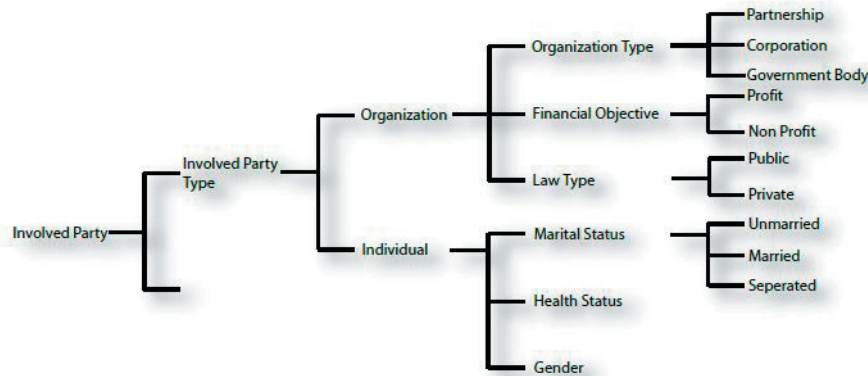 Partnership
Organization Type
Corporation
Government Body
Profit
Organization
Financial Objective
Non Profit
Involved Party
Type
Public
Law Type
Private
Involved Party
Unmarried
Individual
Marital Status
Married
Seperated
Health Status
Gender